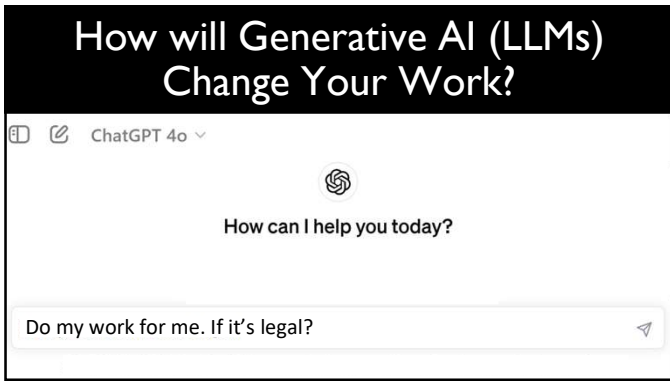 How will Generative AI (LLMs)
Change Your Work?
ChatGPT 4o
How can I help you today?
Do my work for me. If it’s legal?